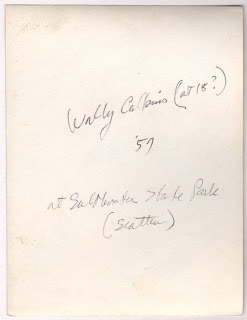 Wally Calkins (at 18?)
'57
at Saltwater State Park
(Seattle)